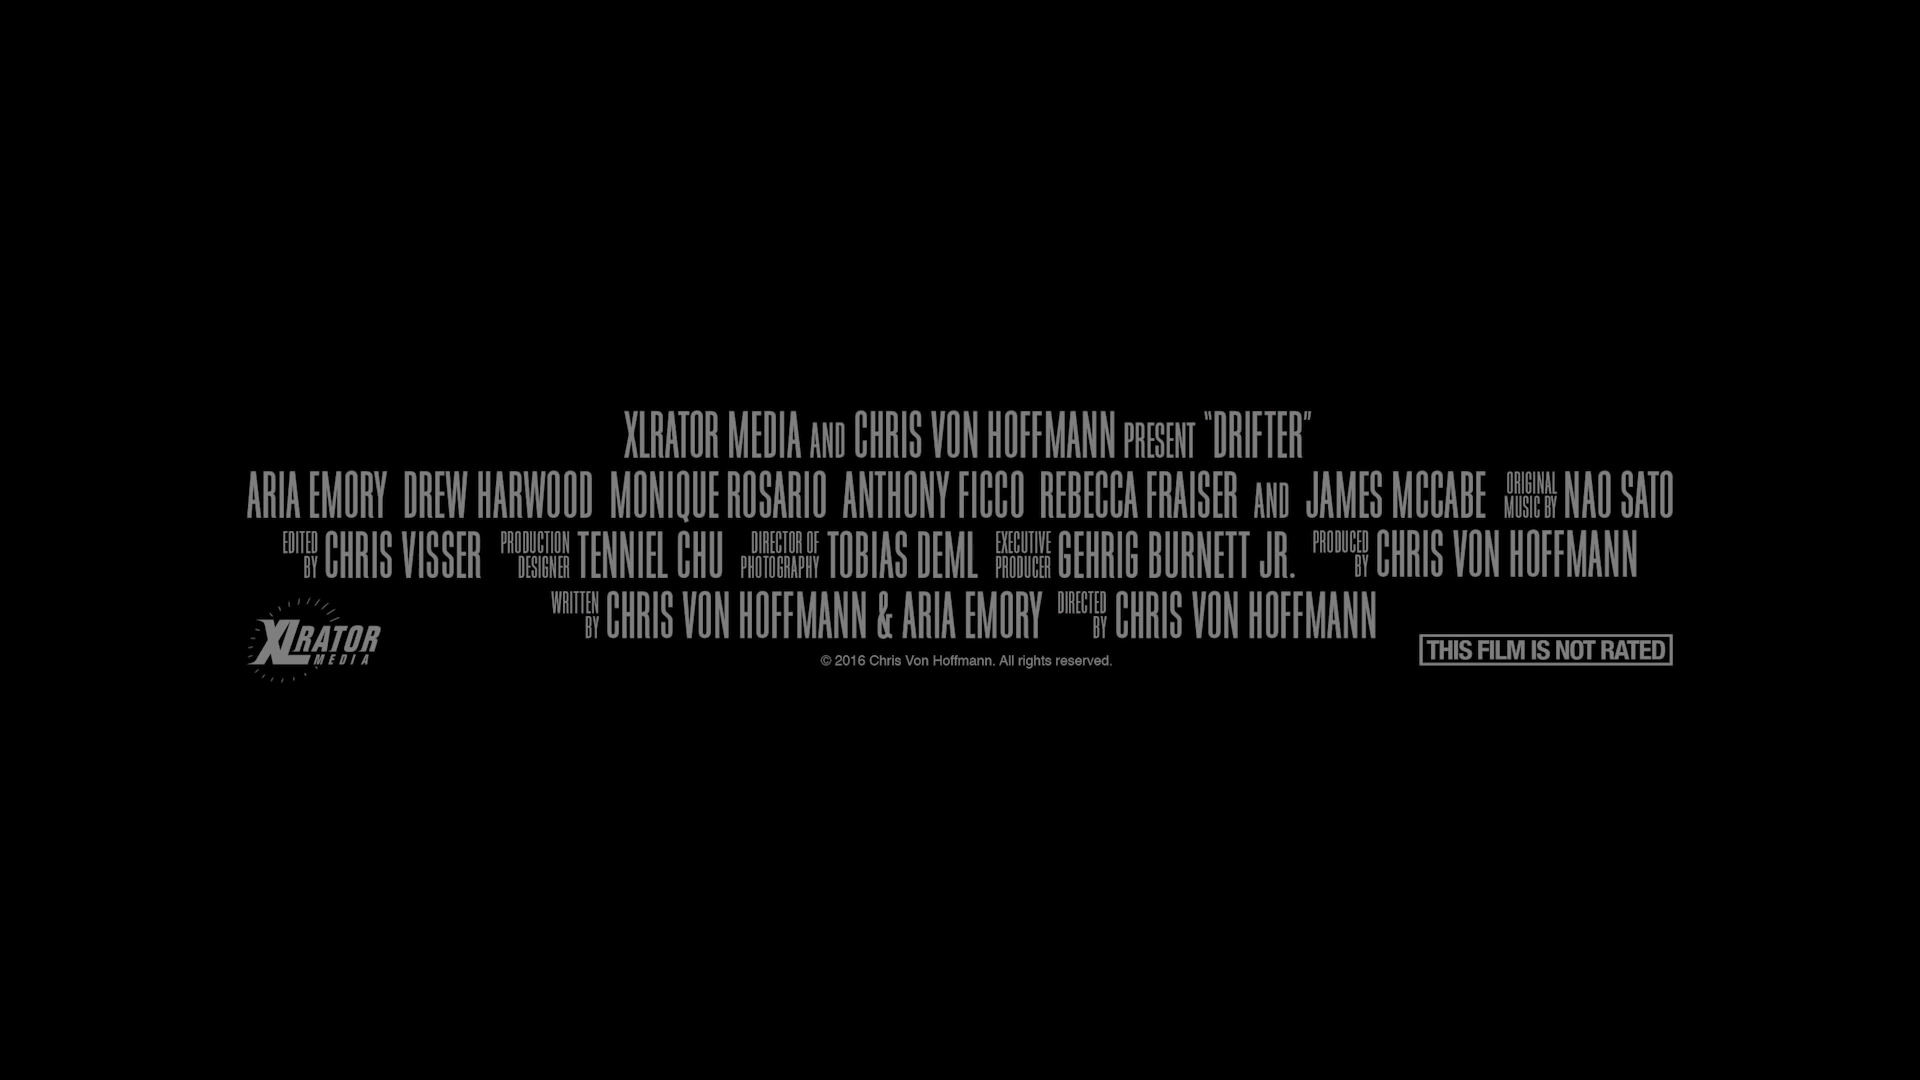 XLRATOR MEDIA AND CHRIS VON HOFFMANN PRESENT "DRIFTER"
ARIA EMORY DREW HARWOOD MONIQUE ROSARIO ANTHONY FICCO REBECCA FRAISER AND JAMES MCCABE ORIGINAL MUSIC BY NAO SATO
EDITED BY CHRIS VISSER PRODUCTION DESIGNER TENNIEL CHU DIRECTOR OF PHOTOGRAPHY TOBIAS DEML EXECUTIVE PRODUCER GEHRIG BURNETT JR. PRODUCED BY CHRIS VON HOFFMANN
WRITTEN BY CHRIS VON HOFFMANN & ARIA EMORY DIRECTED BY CHRIS VON HOFFMANN
XLRATOR
MEDIA
© 2016 Chris Von Hoffmann. All rights reserved.
THIS FILM IS NOT RATED